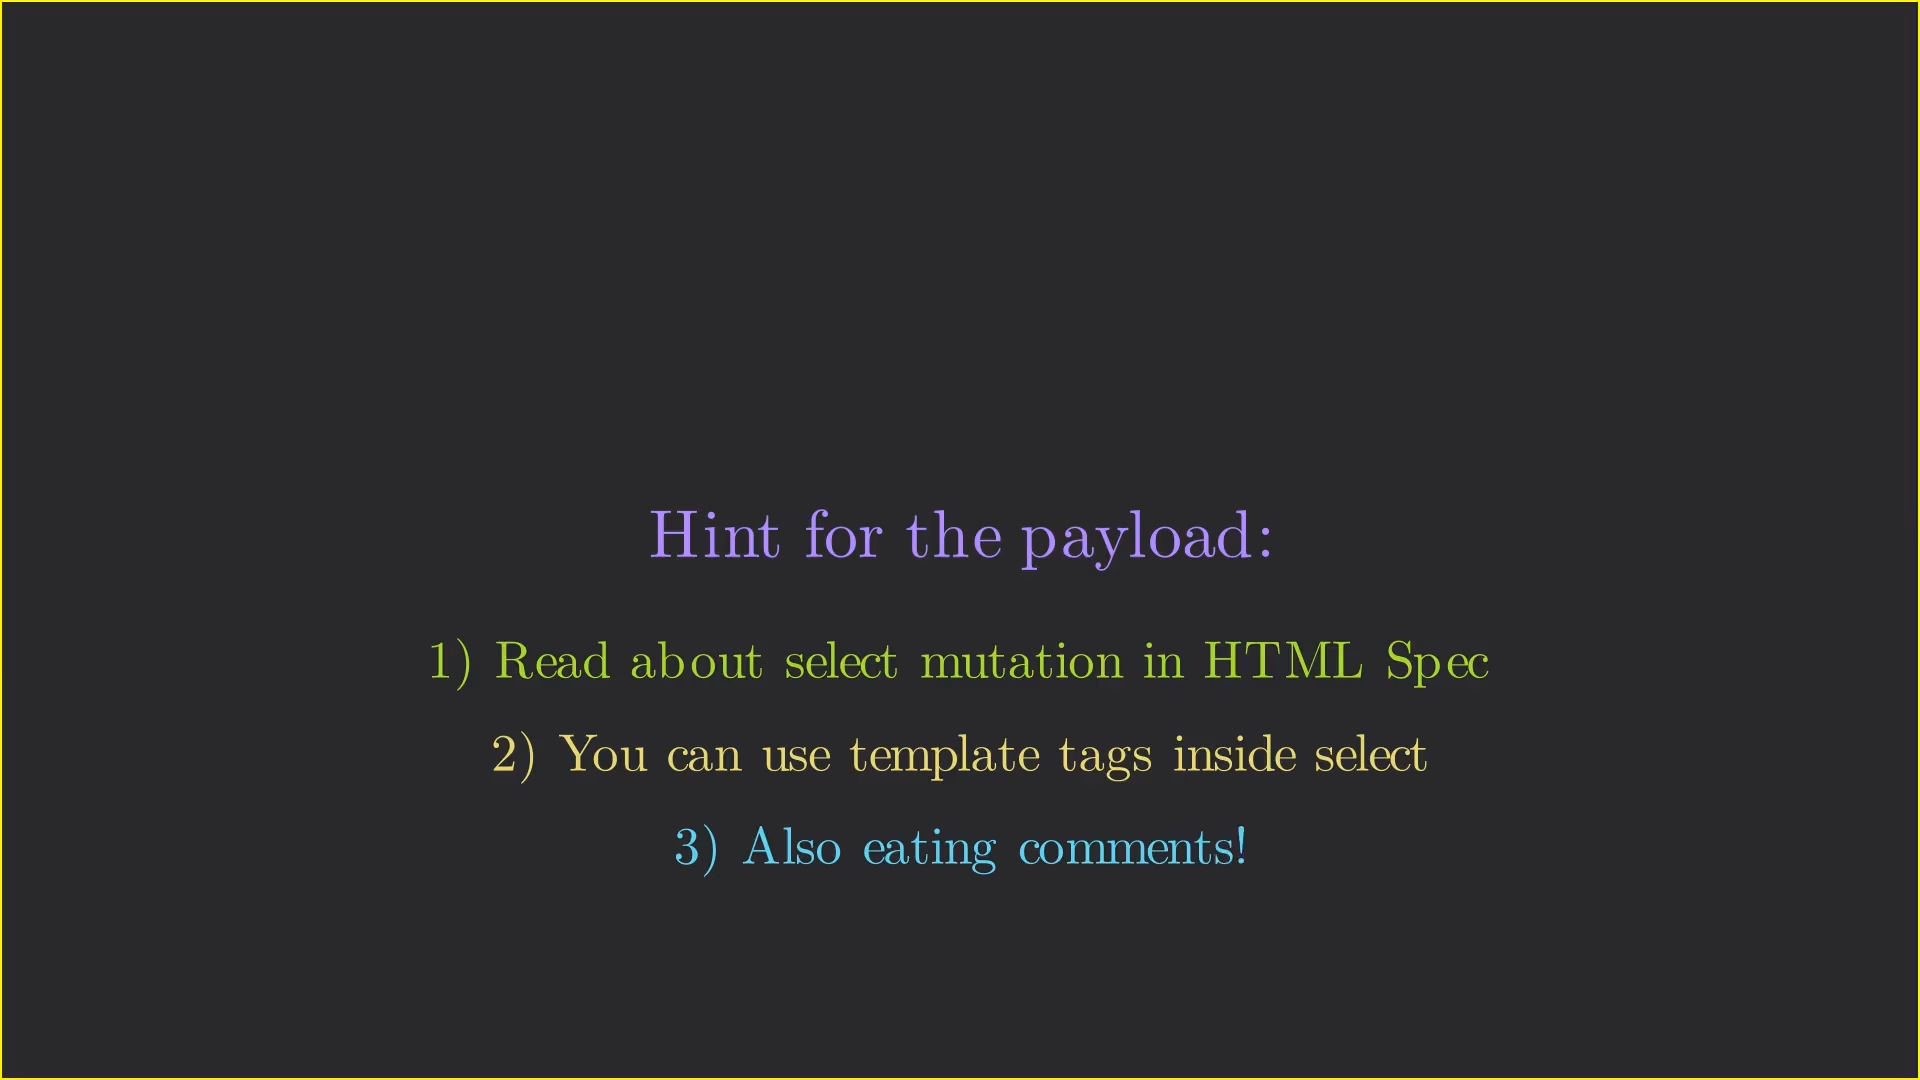 Hint for the payload:
1) Read about select mutation in HTML Spec
2) You can use template tags inside select
3) Also eating comments!